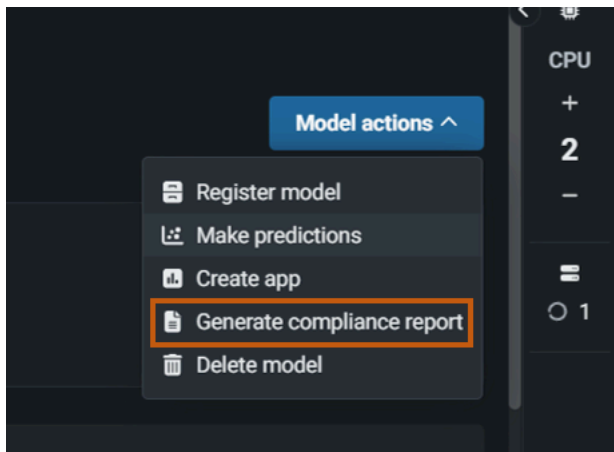 CPU
+
Model actions
2
−
Register model
Make predictions
Create app
Generate compliance report
1
Delete model